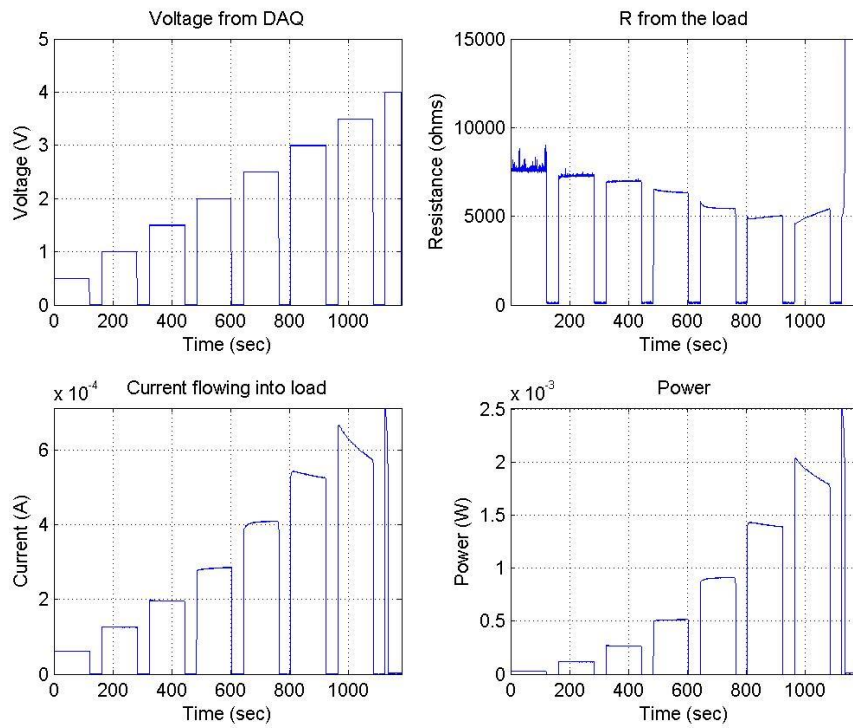 Voltage from DAQ
5
4
3
2
1
0
Voltage (V)
0 200 400 600 800 1000
Time (sec)
R from the load
15000
10000
5000
0
Resistance (ohms)
200 400 600 800 1000
Time (sec)
x 10-4
Current flowing into load
6
4
2
0
Current (A)
0 200 400 600 800 1000
Time (sec)
x 10-3
Power
2.5
2
1.5
1
0.5
0
Power (W)
0 200 400 600 800 1000
Time (sec)